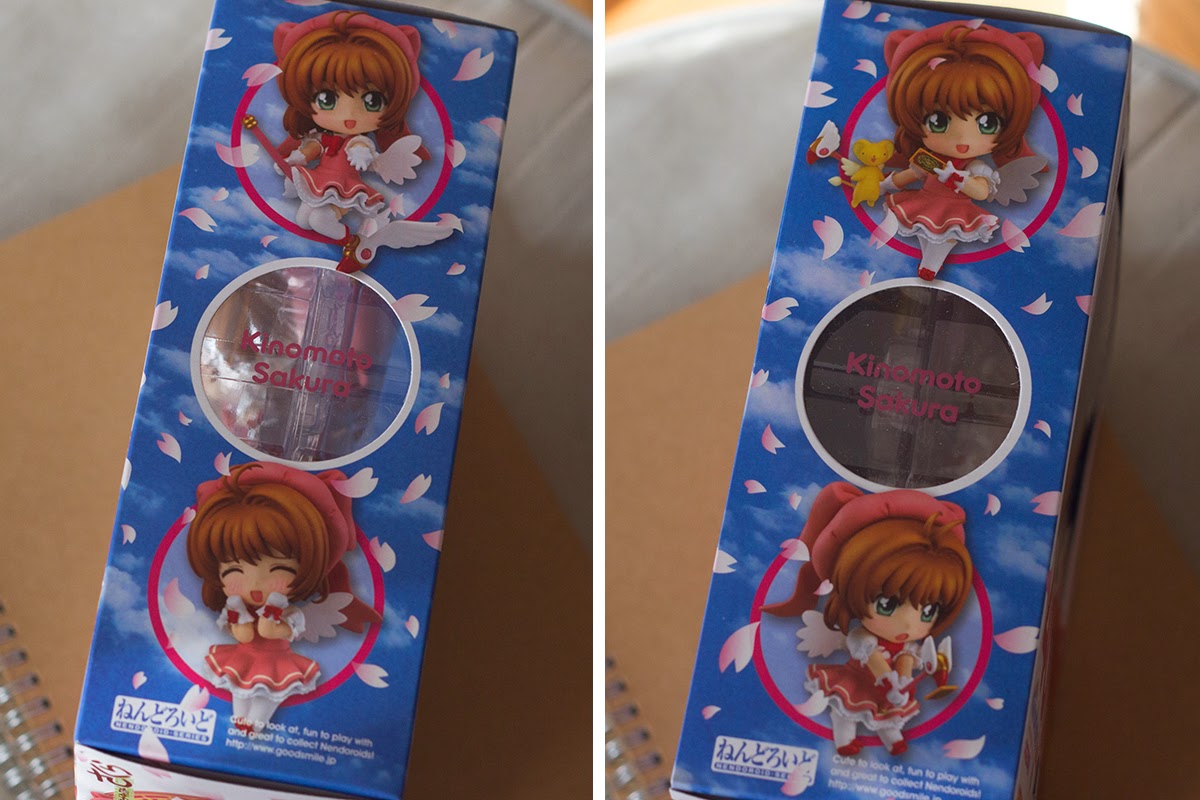 Kinomoto
Sakura
ねんどろいど
NENDOROID-SERIES
Cute to look at, fun to play with
and great to collect Nendoroids!
http://www.goodsmile.jp
Kinomoto
Sakura
ねんどろいど
NENDOROID-SE
Cute to look at, fun to play with
and great to collect Nendoroids!
http://www.goodsmile.jp